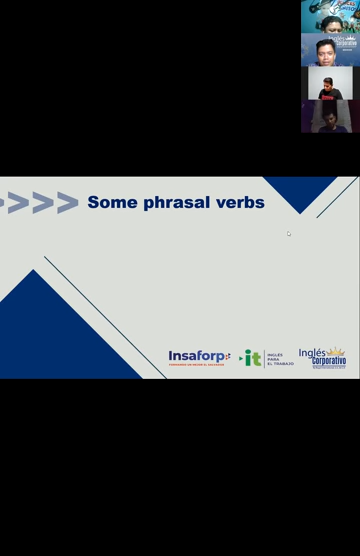 Some phrasal verbs
Insaforp
it
INGLÉS
PARA
EL TRABAJO
Inglés
Corporativo